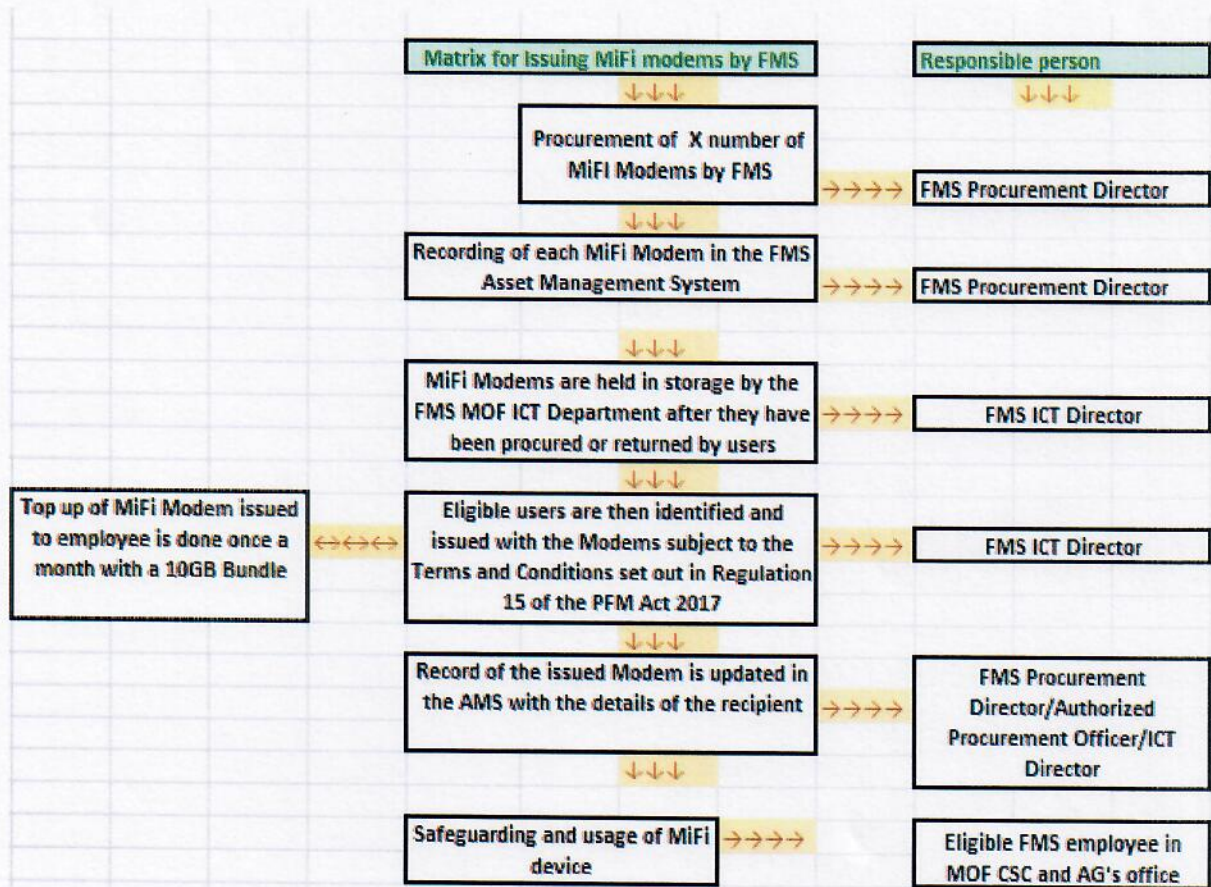 Matrix for Issuing MiFi modems by FMS
Responsible person
↓↓↓
↓↓↓
Procurement of X number of
MiFI Modems by FMS
→→→→
FMS Procurement Director
↓↓↓
Recording of each MiFi Modem in the FMS
Asset Management System
→→→→
FMS Procurement Director
↓↓↓
MiFi Modems are held in storage by the
FMS MOF ICT Department after they have
been procured or returned by users
→→→→
FMS ICT Director
↓↓↓
Top up of MiFi Modem issued
to employee is done once a
month with a 10GB Bundle
↔↔↔
Eligible users are then identified and
issued with the Modems subject to the
Terms and Conditions set out in Regulation
15 of the PFM Act 2017
→→→→
FMS ICT Director
↓↓↓
Record of the issued Modem is updated in
the AMS with the details of the recipient
→→→→
FMS Procurement
Director/Authorized
Procurement Officer/ICT
Director
↓↓↓
Safeguarding and usage of MiFi
device
→→→→
Eligible FMS employee in
MOF CSC and AG's office